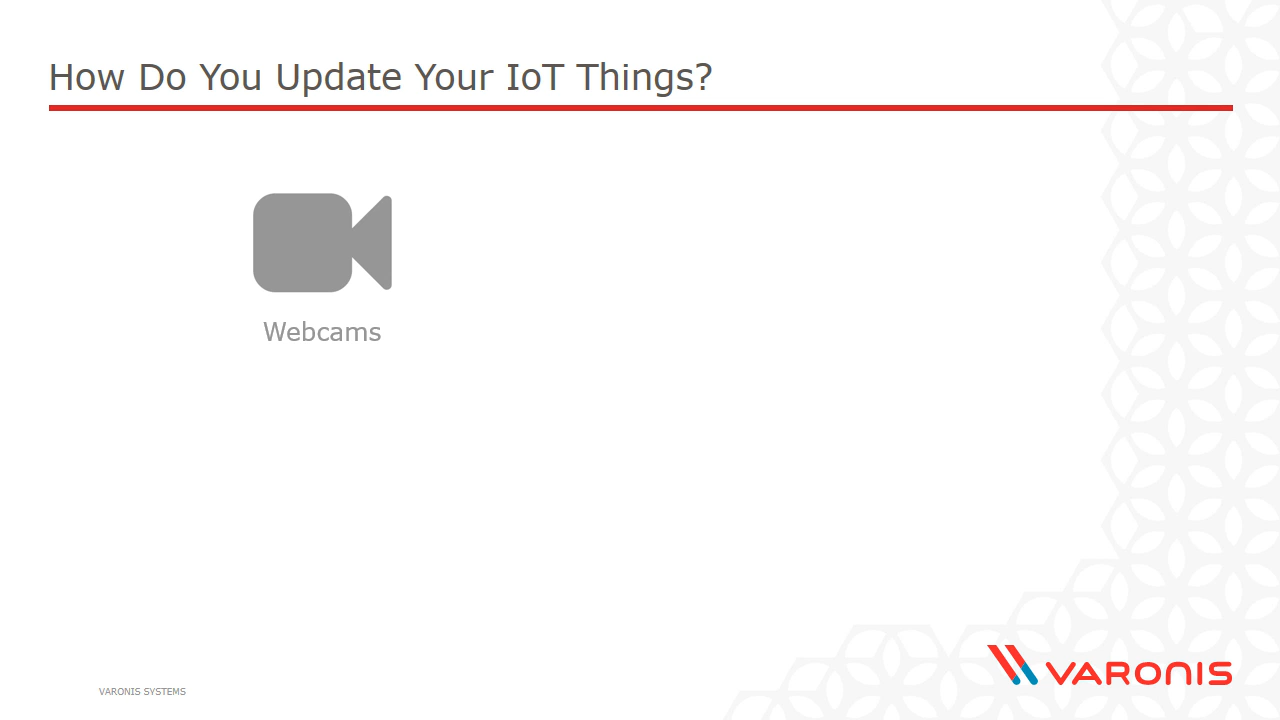 How Do You Update Your IoT Things?
Webcams
VARONIS SYSTEMS
VARONIS